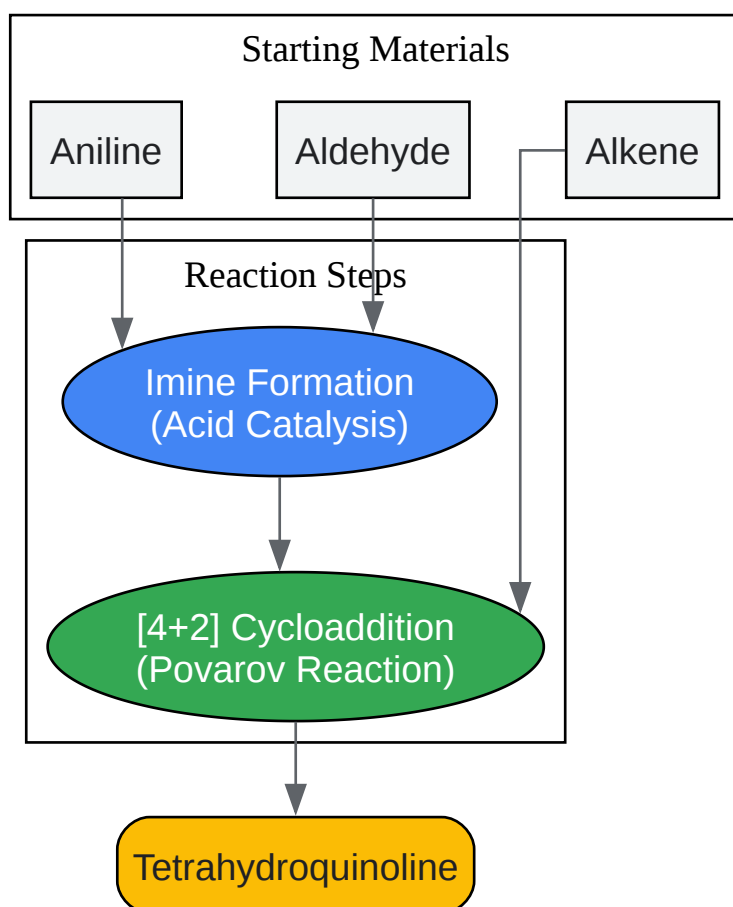 Starting Materials
Aniline
Aldehyde
Alkene
Reaction Steps
Imine Formation
(Acid Catalysis)
[4+2] Cycloaddition
(Povarov Reaction)
Tetrahydroquinoline